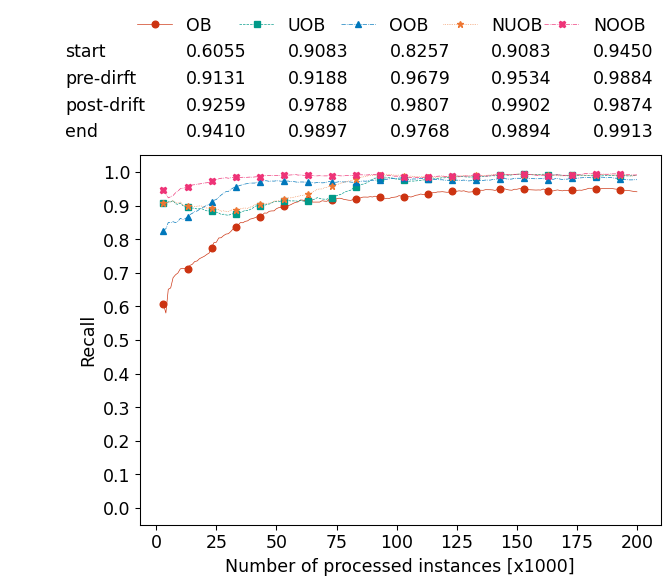 OB UOB OOB NUOB NOOB
start 0.6055 0.9083 0.8257 0.9083 0.9450
pre-dirft 0.9131 0.9188 0.9679 0.9534 0.9884
post-drift 0.9259 0.9788 0.9807 0.9902 0.9874
end 0.9410 0.9897 0.9768 0.9894 0.9913
1.0
0.9
0.8
0.7
0.6
0.5
0.4
0.3
0.2
0.1
0.0
Recall
0 25 50 75 100 125 150 175 200
Number of processed instances [x1000]